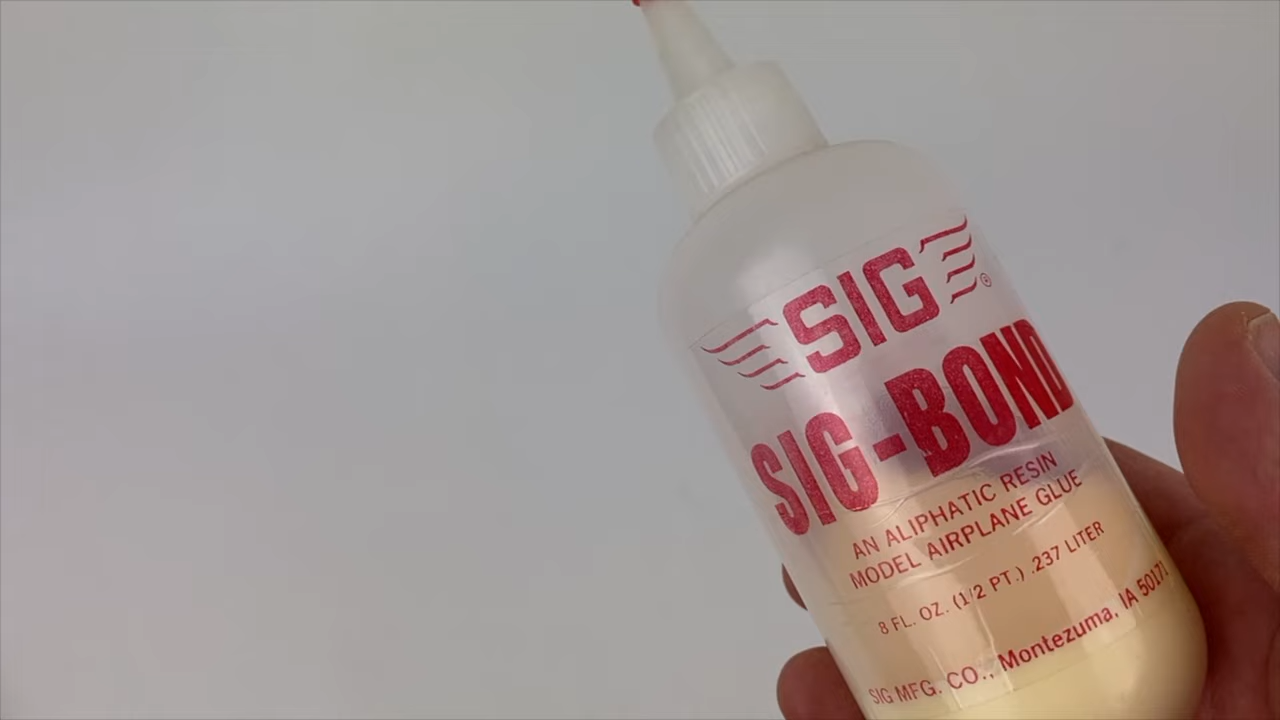 SIG®
SIG-BOND
AN ALIPHATIC RESIN
MODEL AIRPLANE GLUE
8 FL. OZ. (1/2 PT.) .237 LITER
SIG MFG. CO., Montezuma, IA 50171